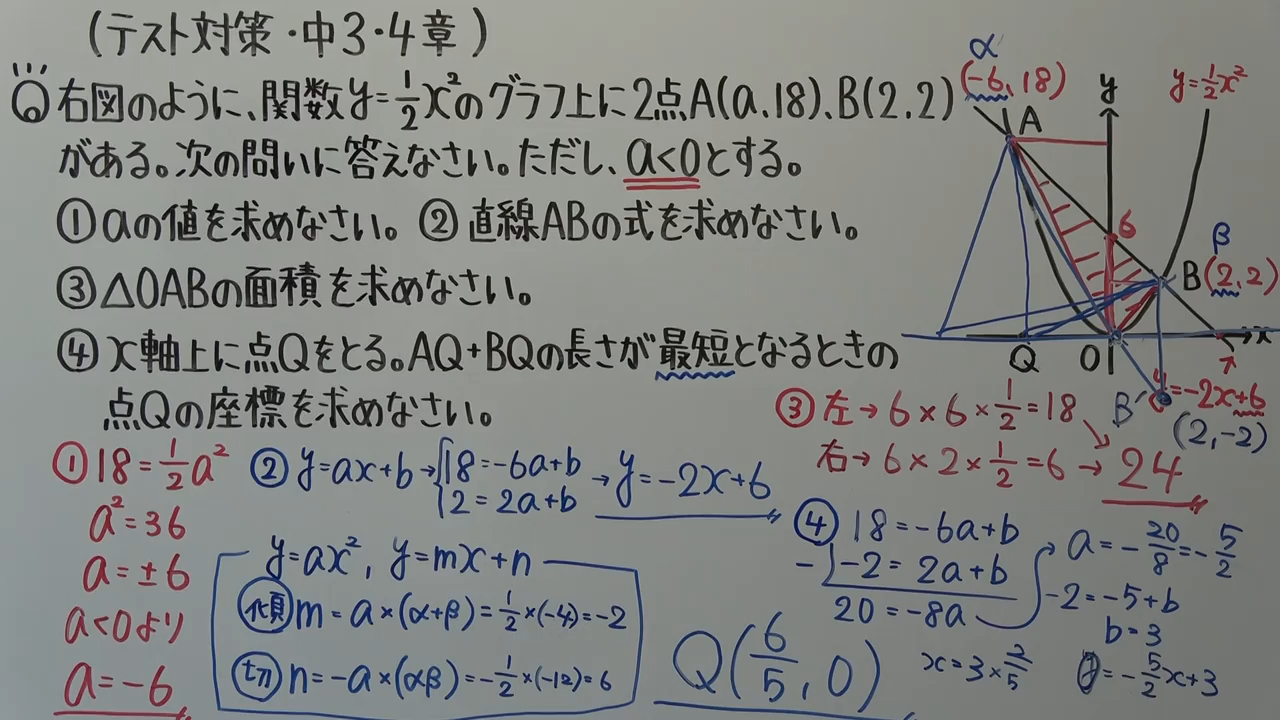 (テスト対策・中3・4章)
Q 右図のように、関数y=1/2x²のグラフ上に2点A(a.18)、B(2.2)
がある。次の問いに答えなさい。ただし、a<0とする。
①aの値を求めなさい。 ②直線ABの式を求めなさい。
③△OABの面積を求めなさい。
④x軸上に点Qをとる。AQ+BQの長さが最短となるときの
点Qの座標を求めなさい。
α
(-6,18)
A
y
y=1/2x²
6
β
B(2,2)
Q
O
x
y=-2x+6
B′
(2,-2)
①18=1/2a²
a²=36
a=±6
a<0より
a=-6
②y=ax+b→{18=-6a+b
2=2a+b
→y=-2x+6
y=ax², y=mx+n
傾 m=a×(α+β)=1/2×(-4)=-2
切 n=-a×(αβ)=-1/2×(-12)=6
③左→6×6×1/2=18
右→6×2×1/2=6→24
④18=-6a+b
-) -2=2a+b
20=-8a
a=-20/8=-5/2
-2=-5+b
b=3
y=-5/2x+3
x=3×2/5
Q(6/5,0)